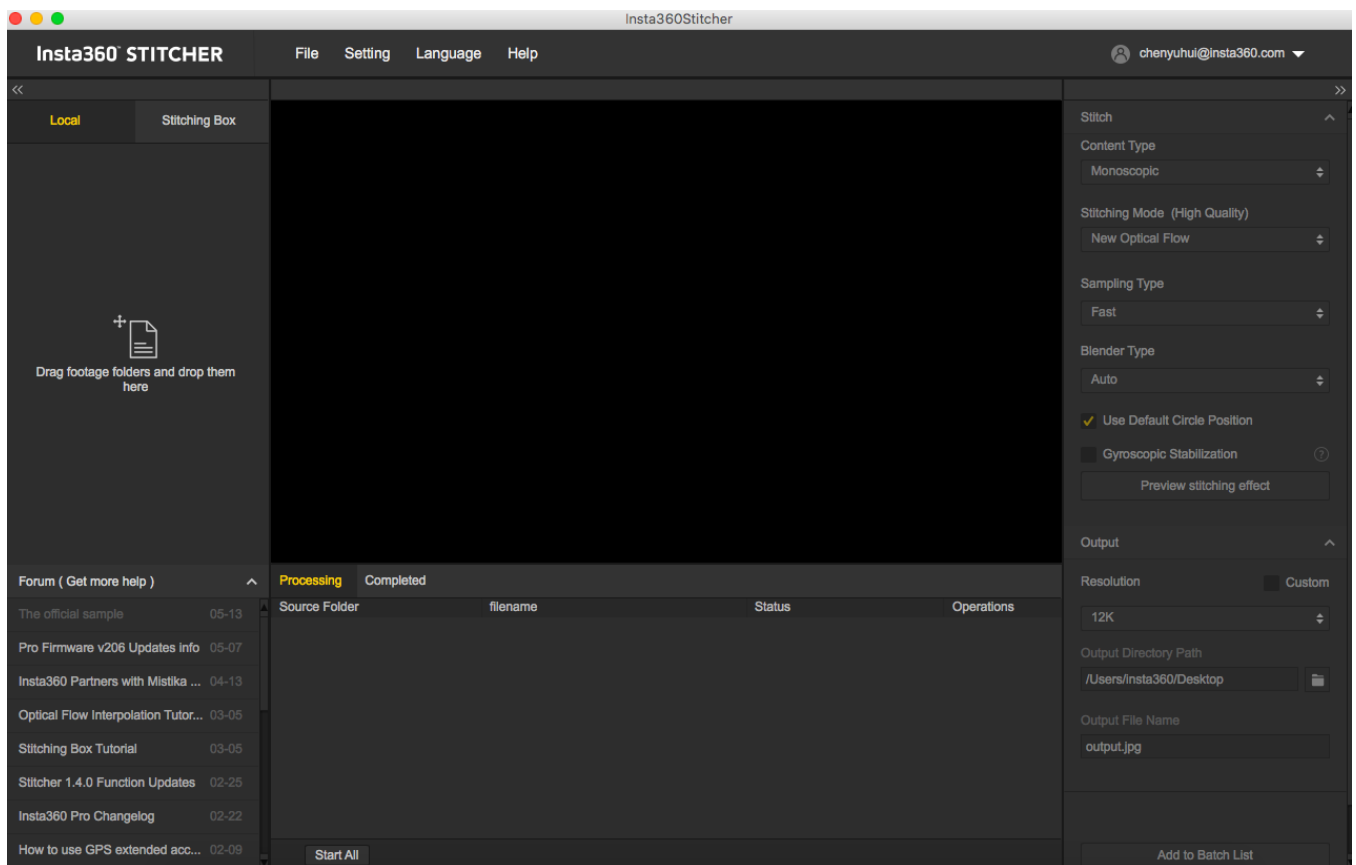 Insta360Stitcher
Insta360™ STITCHER
File Setting Language Help
chenyuhui@insta360.com
Local Stitching Box
Drag footage folders and drop them
here
Forum ( Get more help )
The official sample 05-13
Pro Firmware v206 Updates info 05-07
Insta360 Partners with Mistika ... 04-13
Optical Flow Interpolation Tutor... 03-05
Stitching Box Tutorial 03-05
Stitcher 1.4.0 Function Updates 02-25
Insta360 Pro Changelog 02-22
How to use GPS extended acc... 02-09
Processing Completed
Source Folder filename Status Operations
Start All
Stitch
Content Type
Monoscopic
Stitching Mode (High Quality)
New Optical Flow
Sampling Type
Fast
Blender Type
Auto
Use Default Circle Position
Gyroscopic Stabilization ?
Preview stitching effect
Output
Resolution Custom
12K
Output Directory Path
/Users/insta360/Desktop
Output File Name
output.jpg
Add to Batch List